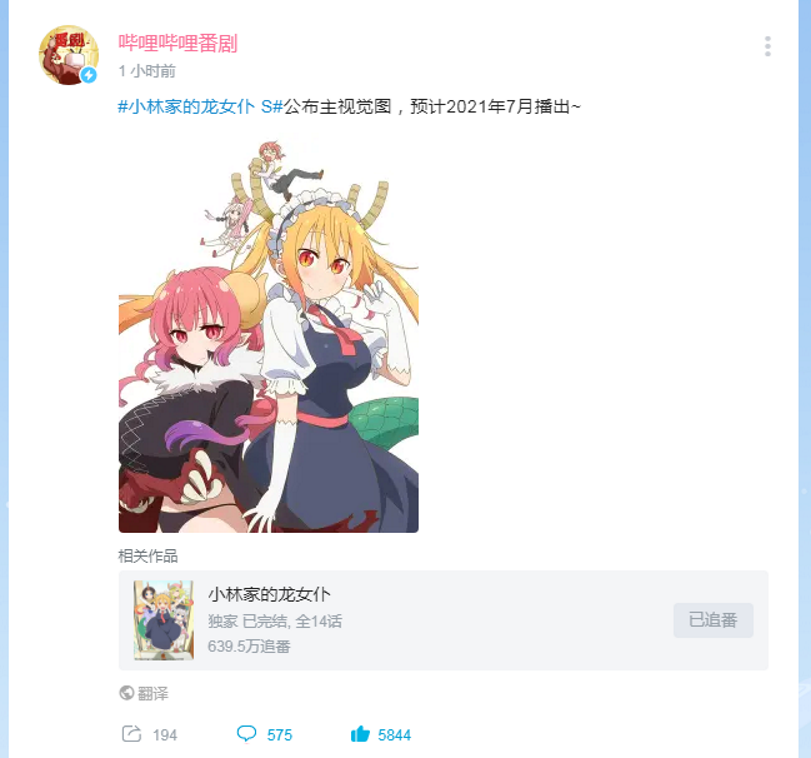 番剧
哔哩哔哩番剧
1 小时前
#小林家的龙女仆 S#公布主视觉图，预计2021年7月播出~
相关作品
小林家的龙女仆
独家 已完结, 全14话
639.5万追番
已追番
翻译
194
575
5844